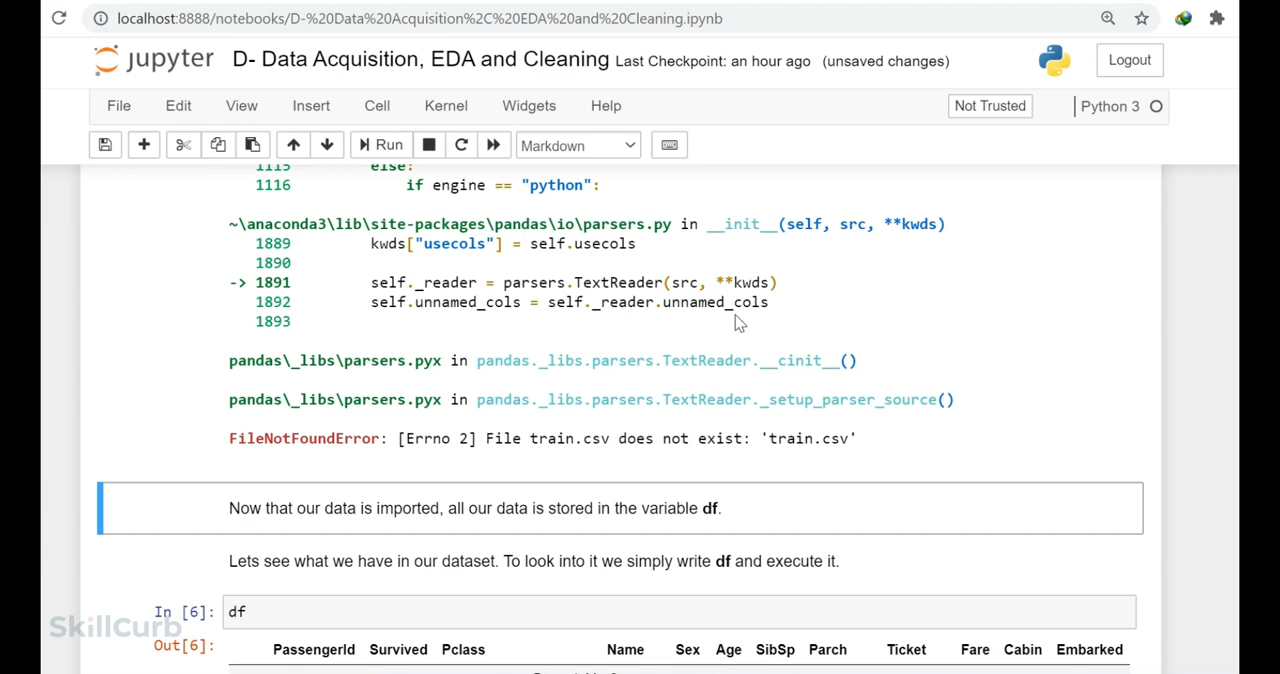 localhost:8888/notebooks/D-%20Data%20Acquisition%2C%20EDA%20and%20Cleaning.ipynb
jupyter D- Data Acquisition, EDA and Cleaning Last Checkpoint: an hour ago (unsaved changes) Logout
File Edit View Insert Cell Kernel Widgets Help Not Trusted Python 3
Run Markdown
1115 else:
1116 if engine == "python":
~\anaconda3\lib\site-packages\pandas\io\parsers.py in __init__(self, src, **kwds)
1889 kwds["usecols"] = self.usecols
1890
-> 1891 self._reader = parsers.TextReader(src, **kwds)
1892 self.unnamed_cols = self._reader.unnamed_cols
1893
pandas\_libs\parsers.pyx in pandas._libs.parsers.TextReader.__cinit__()
pandas\_libs\parsers.pyx in pandas._libs.parsers.TextReader._setup_parser_source()
FileNotFoundError: [Errno 2] File train.csv does not exist: 'train.csv'
Now that our data is imported, all our data is stored in the variable df.
Lets see what we have in our dataset. To look into it we simply write df and execute it.
In [6]: df
SkillCurb
Out[6]:
PassengerId Survived Pclass Name Sex Age SibSp Parch Ticket Fare Cabin Embarked